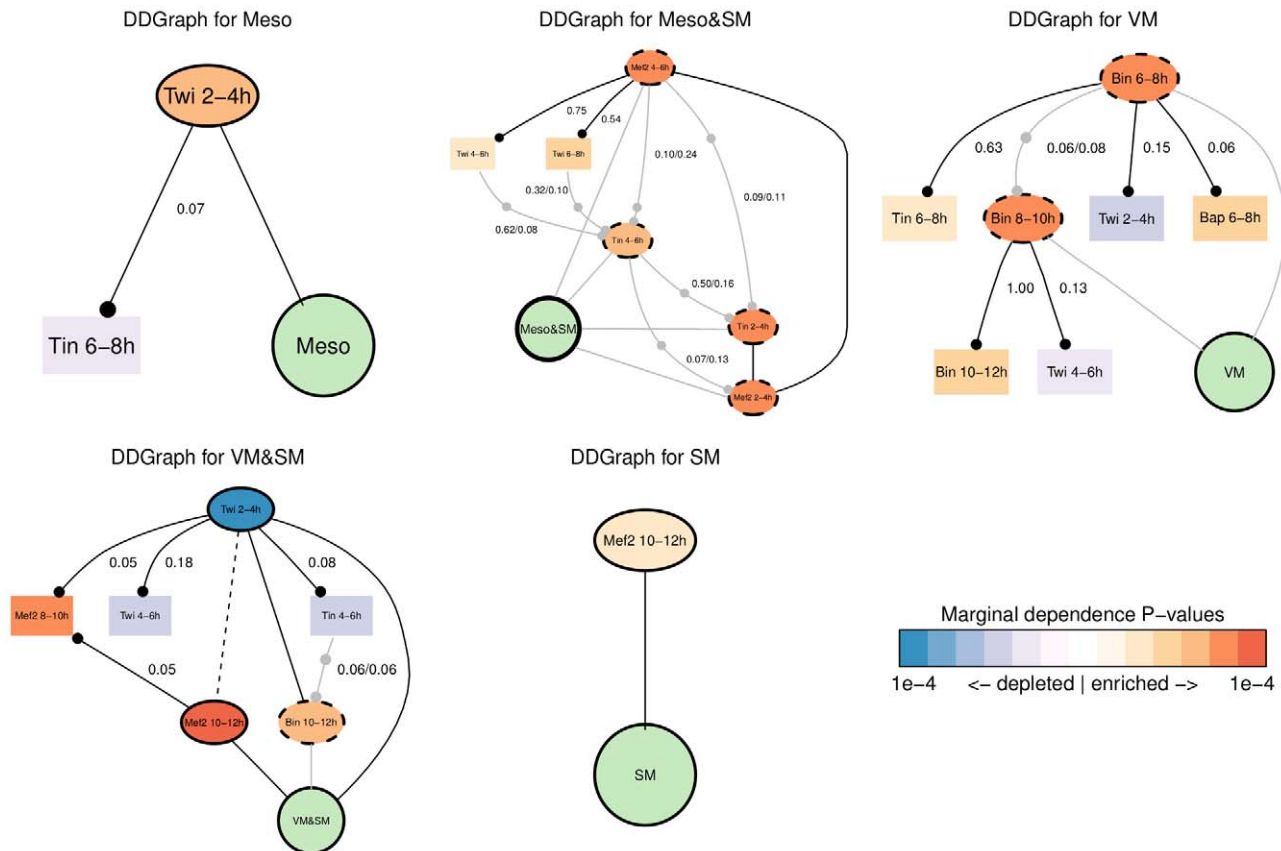 DDGraph for Meso
Twi 2−4h
0.07
Tin 6−8h
Meso
DDGraph for Meso&SM
Mef2 4−6h
0.75
0.54
Twi 4−6h
Twi 6−8h
0.10/0.24
0.32/0.10
0.09/0.11
0.62/0.08
Tin 4−6h
0.50/0.16
Meso&SM
Tin 2−4h
0.07/0.13
Mef2 2−4h
DDGraph for VM
Bin 6−8h
0.63
0.06/0.08
0.15
0.06
Tin 6−8h
Bin 8−10h
Twi 2−4h
Bap 6−8h
1.00
0.13
Bin 10−12h
Twi 4−6h
VM
DDGraph for VM&SM
Twi 2−4h
0.05
0.18
0.08
Mef2 8−10h
Twi 4−6h
Tin 4−6h
0.05
0.06/0.06
Mef2 10−12h
Bin 10−12h
VM&SM
DDGraph for SM
Mef2 10−12h
SM
Marginal dependence P−values
1e−4 <− depleted | enriched −> 1e−4